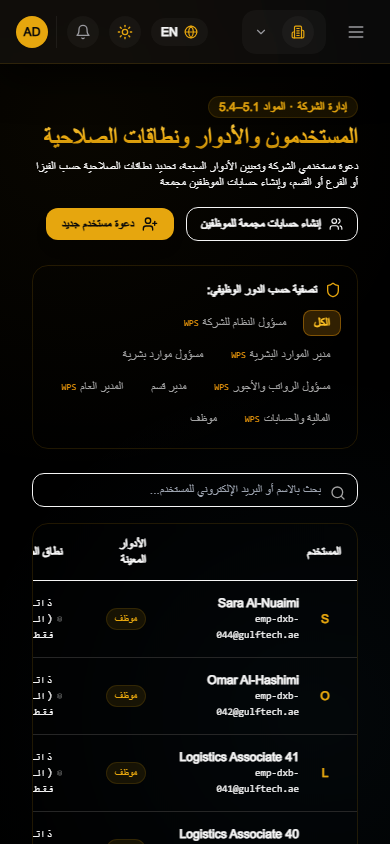 AD
EN
إدارة الشركة · المواد 5.1–5.4
المستخدمون والأدوار ونطاقات الصلاحية
دعوة مستخدمي الشركة وتعيين الأدوار السبعة، تحديد نطاقات الصلاحية حسب الفيزا
أو الفرع أو القسم، وإنشاء حسابات الموظفين مجمعة
إنشاء حسابات مجمعة للموظفين
دعوة مستخدم جديد
تصفية حسب الدور الوظيفي:
الكل
مسؤول النظام للشركة WPS
مدير الموارد البشرية WPS
مسؤول موارد بشرية
مسؤول الرواتب والأجور WPS
مدير قسم
المدير العام WPS
المالية والحسابات WPS
موظف
بحث بالاسم أو البريد الإلكتروني للمستخدم...
المستخدم
الأدوار
المعينة
نطاق
S
Sara Al-Nuaimi
emp-dxb-
044@gulftech.ae
موظف
فقط
O
Omar Al-Hashimi
emp-dxb-
042@gulftech.ae
موظف
فقط
L
Logistics Associate 41
emp-dxb-
041@gulftech.ae
موظف
فقط
Logistics Associate 40